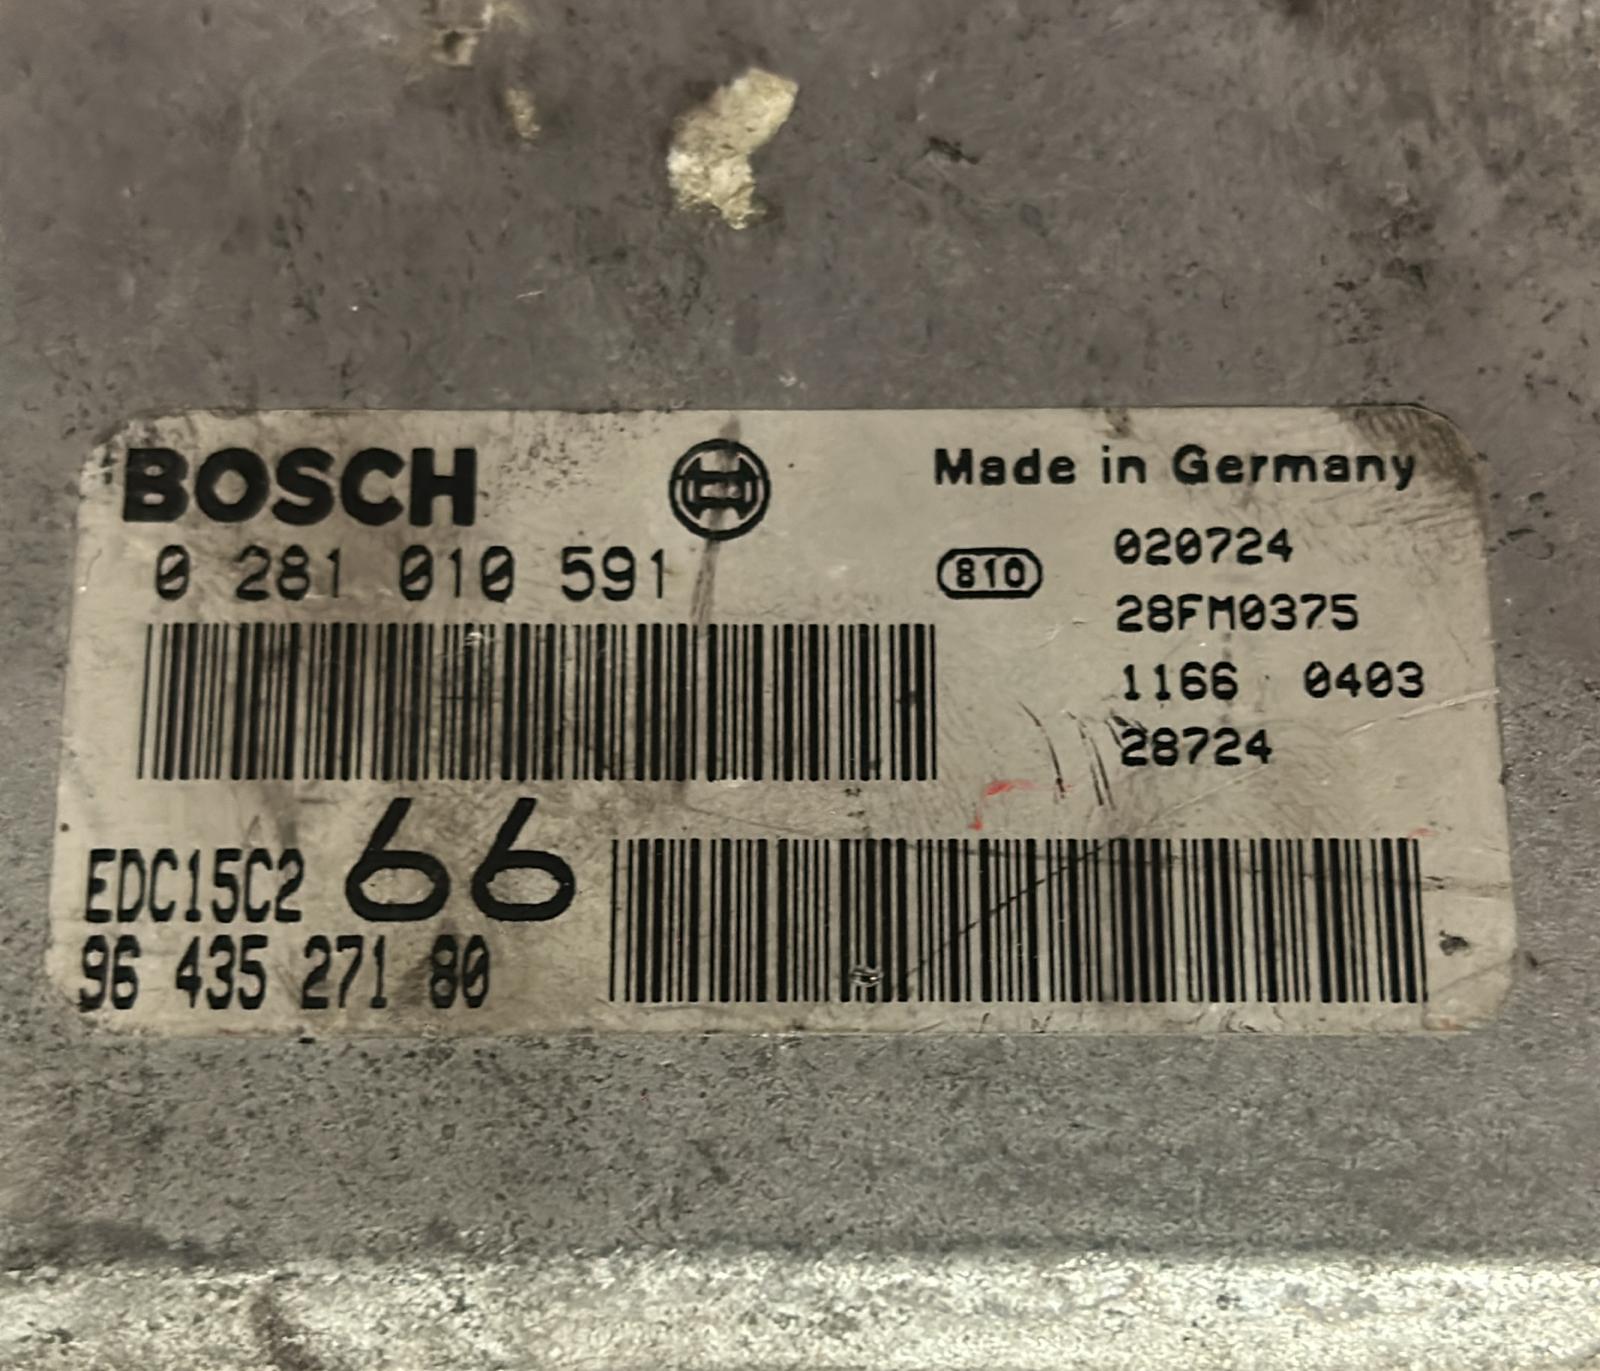 BOSCH
Made in Germany
0 281 010 591
810
020724
28FM0375
1166 0403
28724
EDC15C2 66
96 435 271 80